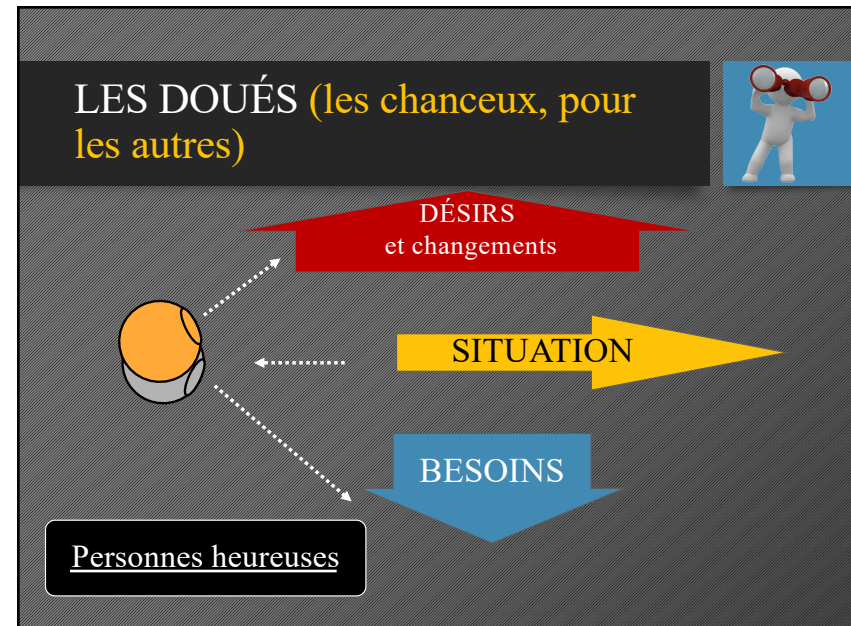 LES DOUÉS (les chanceux, pour
les autres)
DÉSIRS
et changements
SITUATION
BESOINS
Personnes heureuses